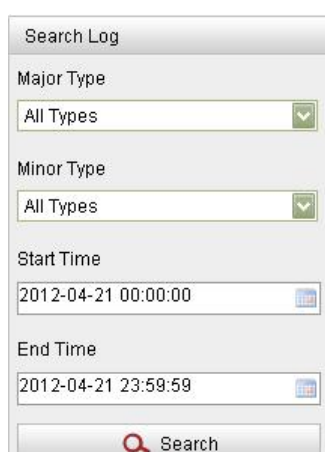 Search Log
Major Type
All Types
Minor Type
All Types
Start Time
2012-04-21 00:00:00
End Time
2012-04-21 23:59:59
Search